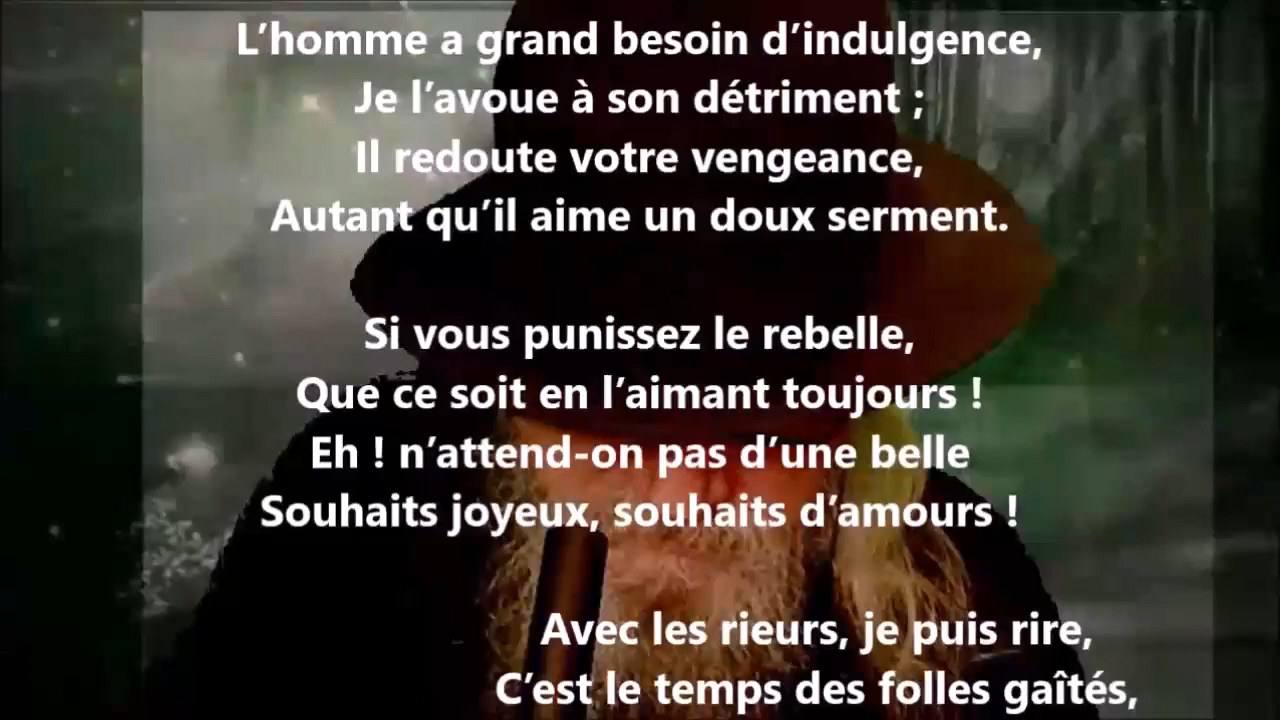 L’homme a grand besoin d’indulgence,
Je l’avoue à son détriment ;
Il redoute votre vengeance,
Autant qu’il aime un doux serment.
Si vous punissez le rebelle,
Que ce soit en l’aimant toujours !
Eh ! n’attend-on pas d’une belle
Souhaits joyeux, souhaits d’amours !
Avec les rieurs, je puis rire,
C’est le temps des folles gaîtés,